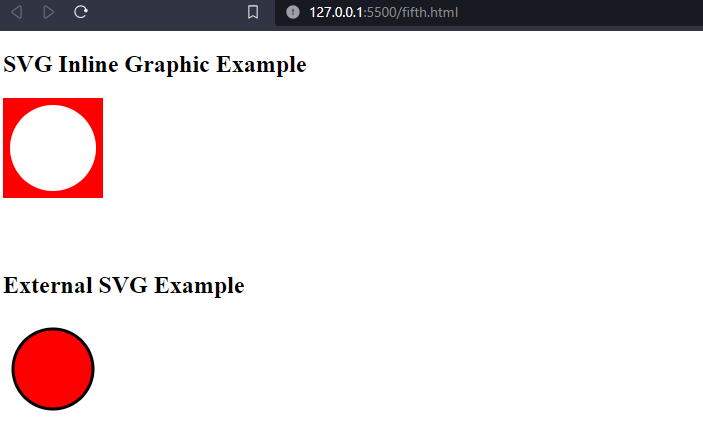 127.0.0.1:5500/fifth.html
SVG Inline Graphic Example
External SVG Example